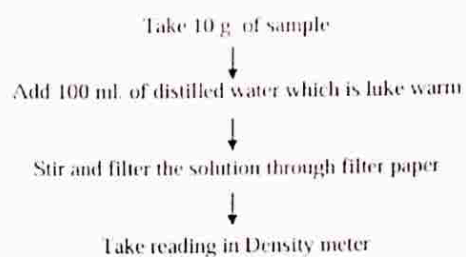 Take 10 g of sample
Add 100 ml. of distilled water which is luke warm
Stir and filter the solution through filter paper
Take reading in Density meter